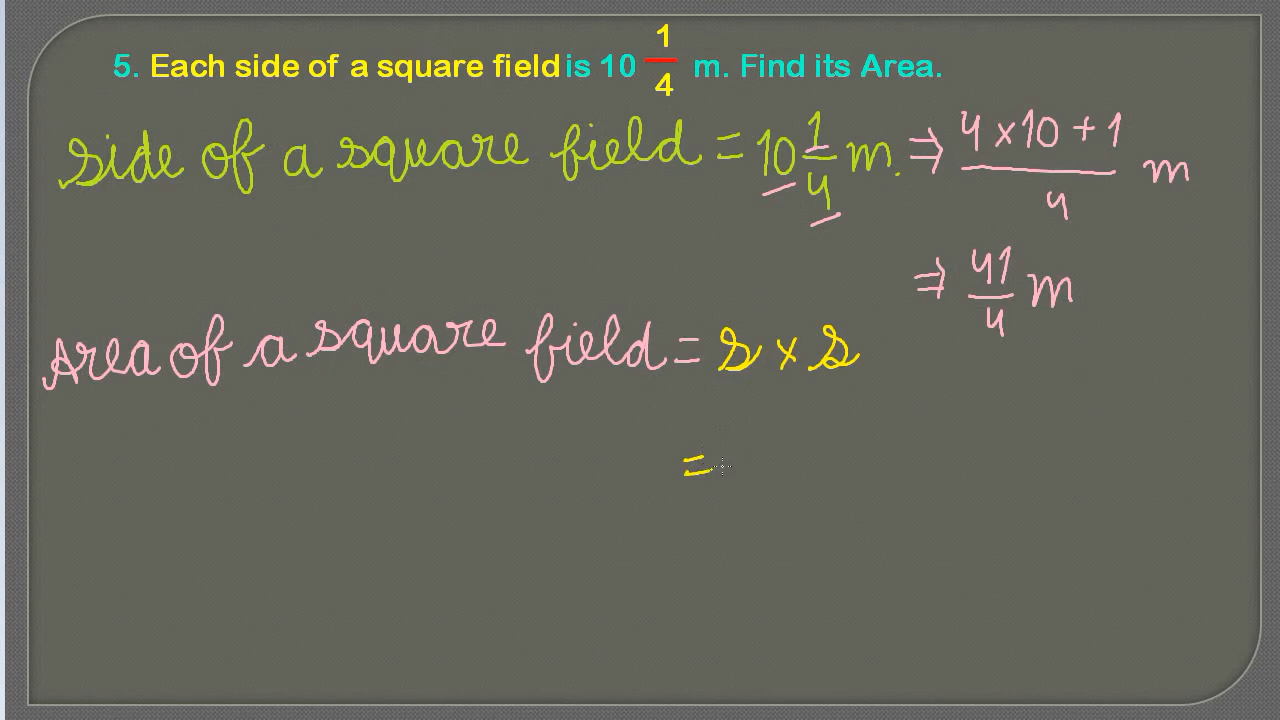 5. Each side of a square field is 10 1/4 m. Find its Area.
side of a square field = 10 1/4 m. ⇒ (4 × 10 + 1)/4 m
⇒ 41/4 m
Area of a square field = s × s
=